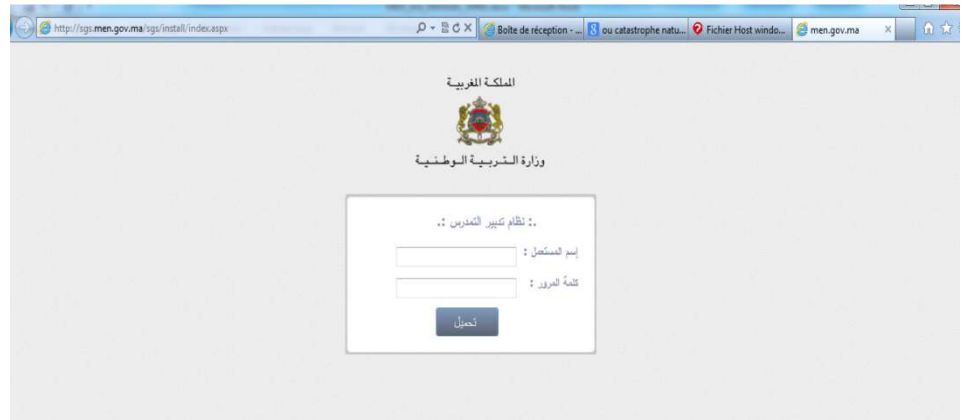 http://sgs.men.gov.ma/sgs/install/index.aspx
Boîte de réception - ...
ou catastrophe natu...
Fichier Host windo...
men.gov.ma
المملكة المغربية
وزارة التربية الوطنية
.: نظام تدبير التمدرس :.
إسم المستعمل :
كلمة المرور :
تحميل